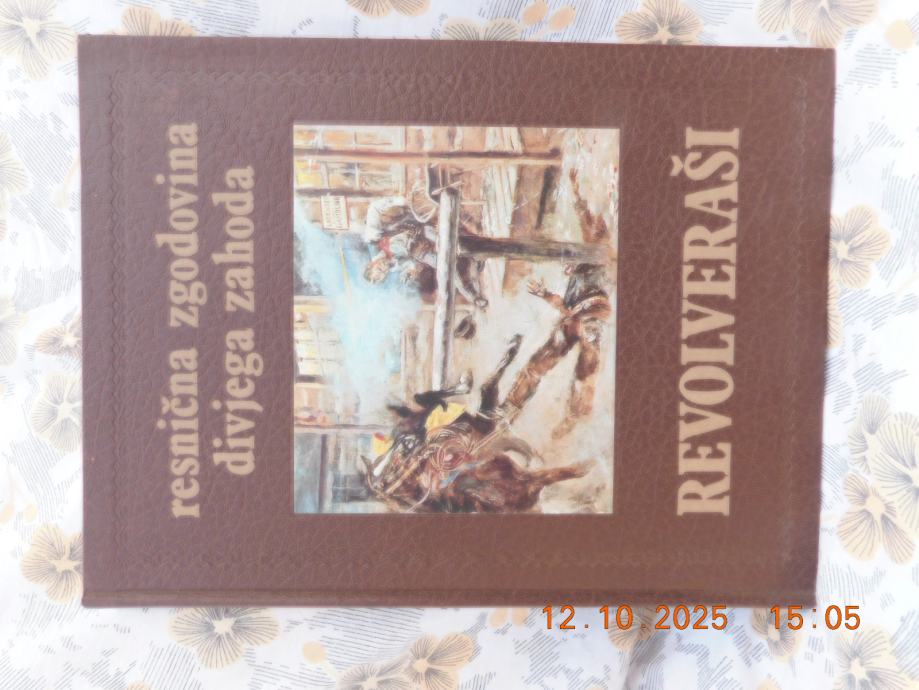 resnična zgodovina
divjega zahoda
REVOLVERAŠI
12.10.2025 15:05